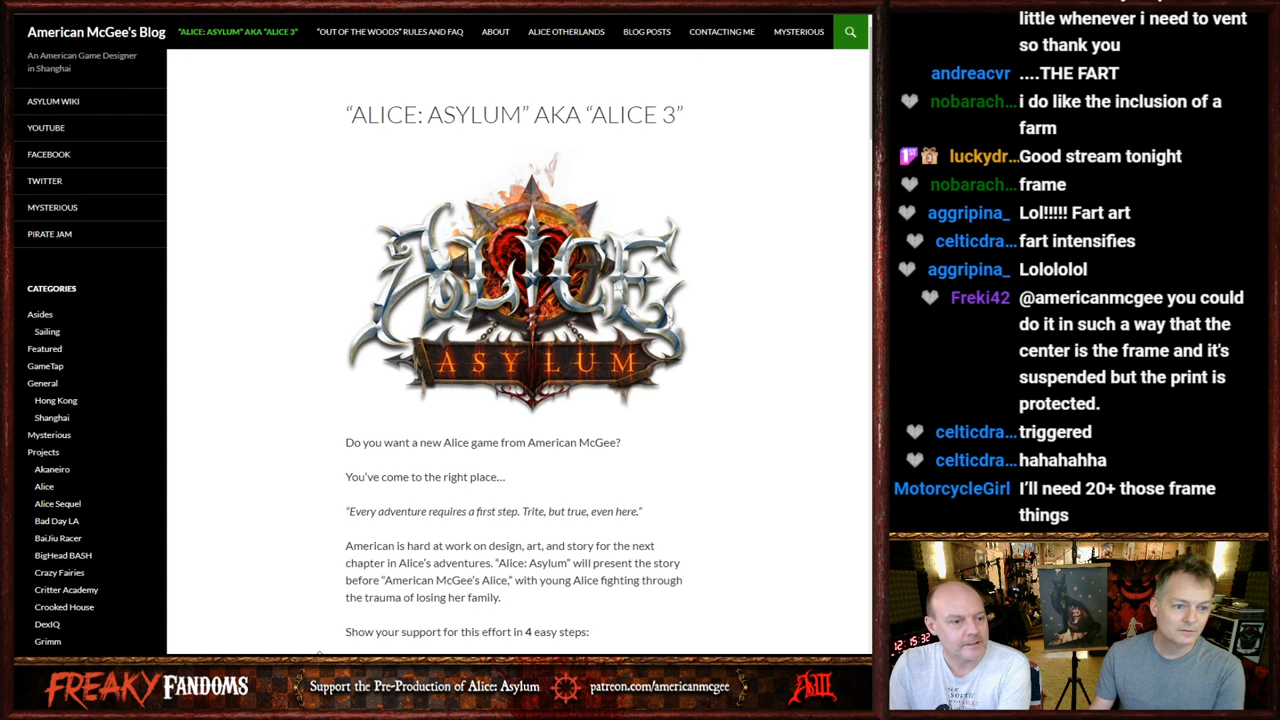 American McGee's Blog
"ALICE: ASYLUM" AKA "ALICE 3"
"OUT OF THE WOODS" RULES AND FAQ
ABOUT
ALICE OTHERLANDS
BLOG POSTS
CONTACTING ME
MYSTERIOUS
An American Game Designer
in Shanghai
ASYLUM WIKI
YOUTUBE
FACEBOOK
TWITTER
MYSTERIOUS
PIRATE JAM
CATEGORIES
Asides
Sailing
Featured
GameTap
General
Hong Kong
Shanghai
Mysterious
Projects
Akaneiro
Alice
Alice Sequel
Bad Day LA
BaiJiu Racer
BigHead BASH
Crazy Fairies
Critter Academy
Crooked House
DexIQ
Grimm
"ALICE: ASYLUM" AKA "ALICE 3"
ALICE
ASYLUM
Do you want a new Alice game from American McGee?
You've come to the right place…
"Every adventure requires a first step. Trite, but true, even here."
American is hard at work on design, art, and story for the next
chapter in Alice's adventures. "Alice: Asylum" will present the story
before "American McGee's Alice," with young Alice fighting through
the trauma of losing her family.
Show your support for this effort in 4 easy steps:
little whenever i need to vent
so thank you
andreacvr ....THE FART
nobarach… i do like the inclusion of a
farm
luckydr… Good stream tonight
nobarach… frame
aggripina_ Lol!!!!! Fart art
celticdra… fart intensifies
aggripina_ Lolololol
Freki42 @americanmcgee you could
do it in such a way that the
center is the frame and it's
suspended but the print is
protected.
celticdra… triggered
celticdra… hahahahha
MotorcycleGirl I'll need 20+ those frame
things
12 15 32
FREAKY FANDOMS
Support the Pre-Production of Alice: Asylum
patreon.com/americanmcgee